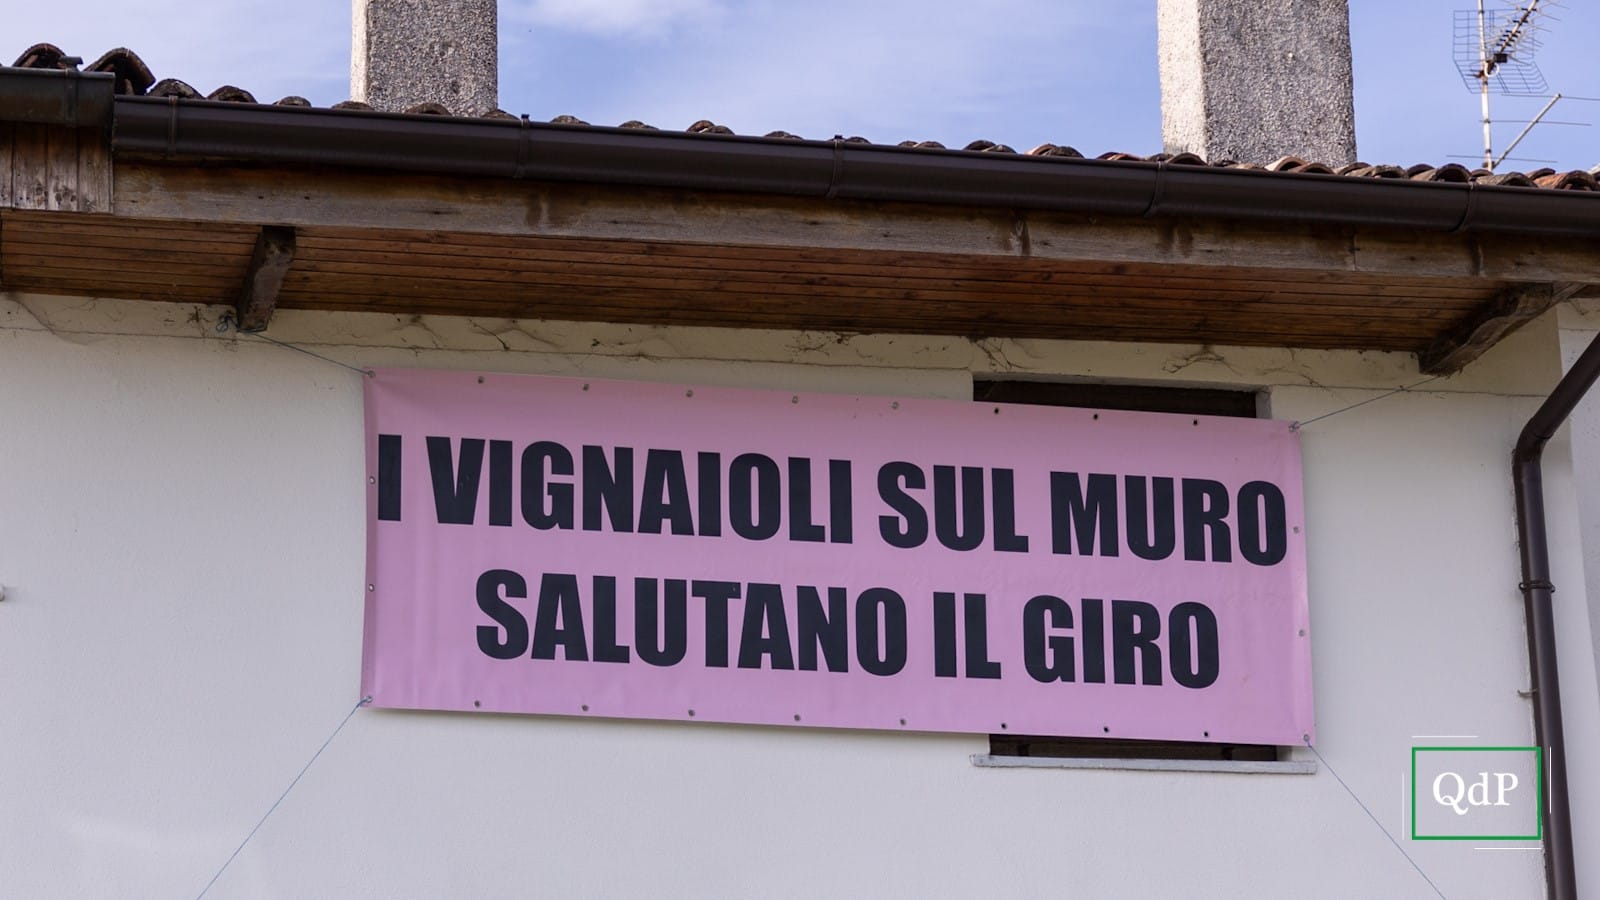 I VIGNAIOLI SUL MURO
SALUTANO IL GIRO
QdP